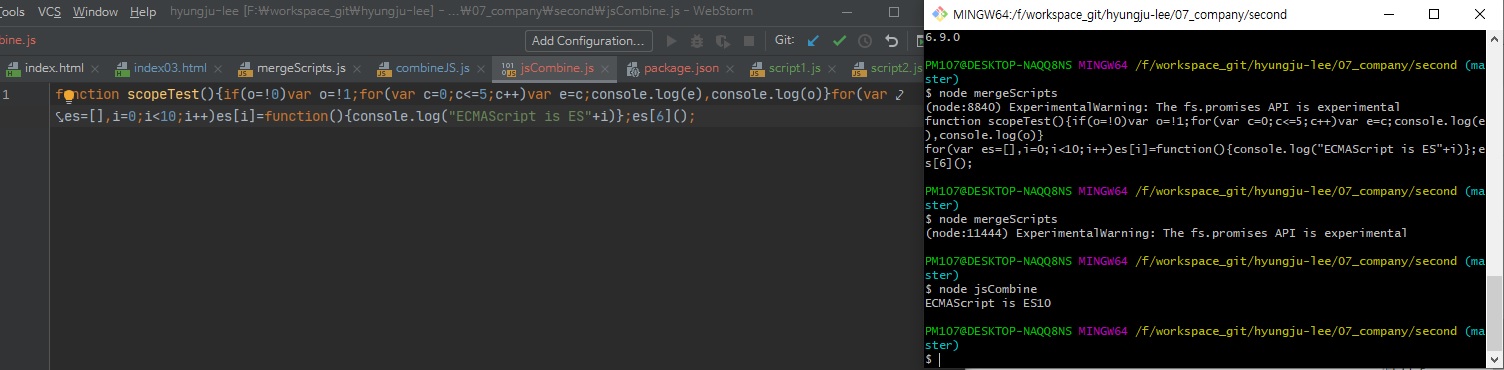 Tools VCS Window Help hyungju-lee [F:₩workspace_git₩hyungju-lee] – ...₩07_company₩second₩jsCombine.js – WebStorm
bine.js
Add Configuration... Git:
index.html index03.html mergeScripts.js combineJS.js jsCombine.js package.json script1.js script2.js
1 function scopeTest(){if(o=!0)var o=!1;for(var c=0;c<=5;c++)var e=c;console.log(e),console.log(o)}for(var
es=[],i=0;i<10;i++)es[i]=function(){console.log("ECMAScript is ES"+i)};es[6]();
MINGW64:/f/workspace_git/hyungju-lee/07_company/second
6.9.0
PM107@DESKTOP-NAQQ8NS MINGW64 /f/workspace_git/hyungju-lee/07_company/second (ma
ster)
$ node mergeScripts
(node:8840) ExperimentalWarning: The fs.promises API is experimental
function scopeTest(){if(o=!0)var o=!1;for(var c=0;c<=5;c++)var e=c;console.log(e
),console.log(o)}
for(var es=[],i=0;i<10;i++)es[i]=function(){console.log("ECMAScript is ES"+i)};e
s[6]();
PM107@DESKTOP-NAQQ8NS MINGW64 /f/workspace_git/hyungju-lee/07_company/second (ma
ster)
$ node mergeScripts
(node:11444) ExperimentalWarning: The fs.promises API is experimental
PM107@DESKTOP-NAQQ8NS MINGW64 /f/workspace_git/hyungju-lee/07_company/second (ma
ster)
$ node jsCombine
ECMAScript is ES10
PM107@DESKTOP-NAQQ8NS MINGW64 /f/workspace_git/hyungju-lee/07_company/second (ma
ster)
$